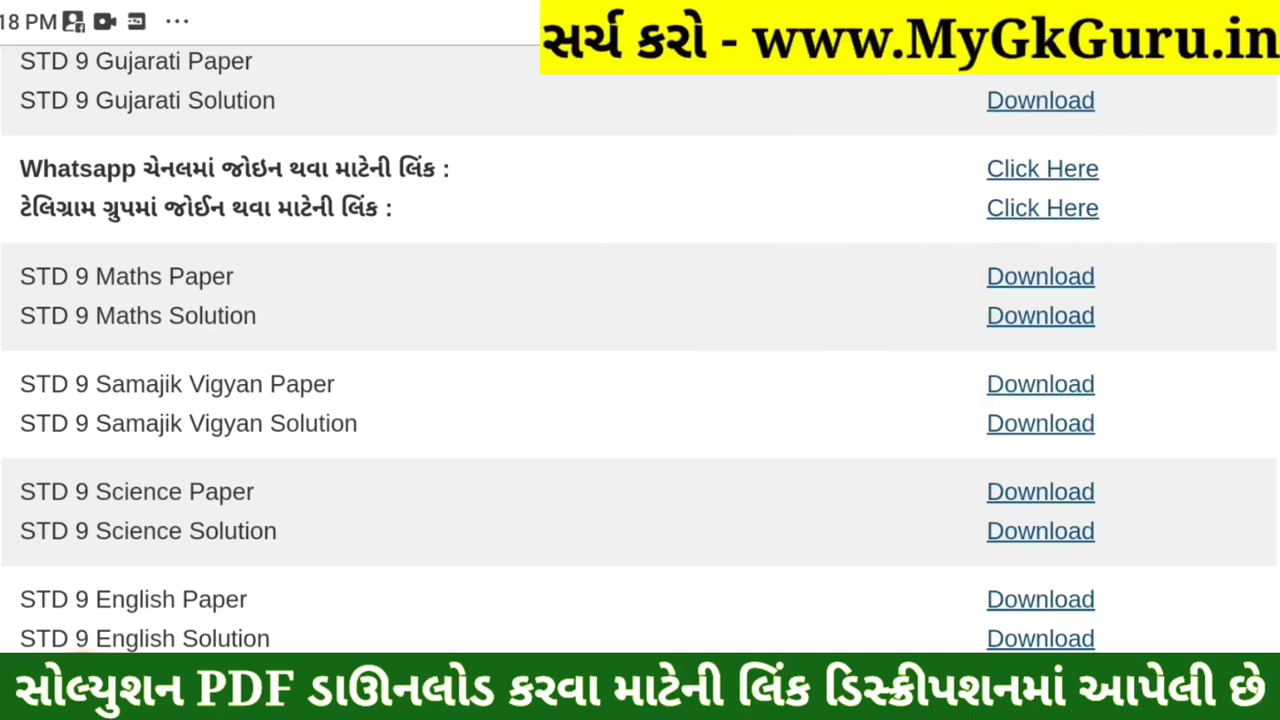 18 PM
સર્ચ કરો - www.MyGkGuru.in
STD 9 Gujarati Paper
STD 9 Gujarati Solution Download
Whatsapp ચેનલમાં જોઇન થવા માટેની લિંક : Click Here
ટેલિગ્રામ ગ્રુપમાં જોઈન થવા માટેની લિંક : Click Here
STD 9 Maths Paper Download
STD 9 Maths Solution Download
STD 9 Samajik Vigyan Paper Download
STD 9 Samajik Vigyan Solution Download
STD 9 Science Paper Download
STD 9 Science Solution Download
STD 9 English Paper Download
STD 9 English Solution Download
સોલ્યુશન PDF ડાઊનલોડ કરવા માટેની લિંક ડિસ્ક્રીપશનમાં આપેલી છે